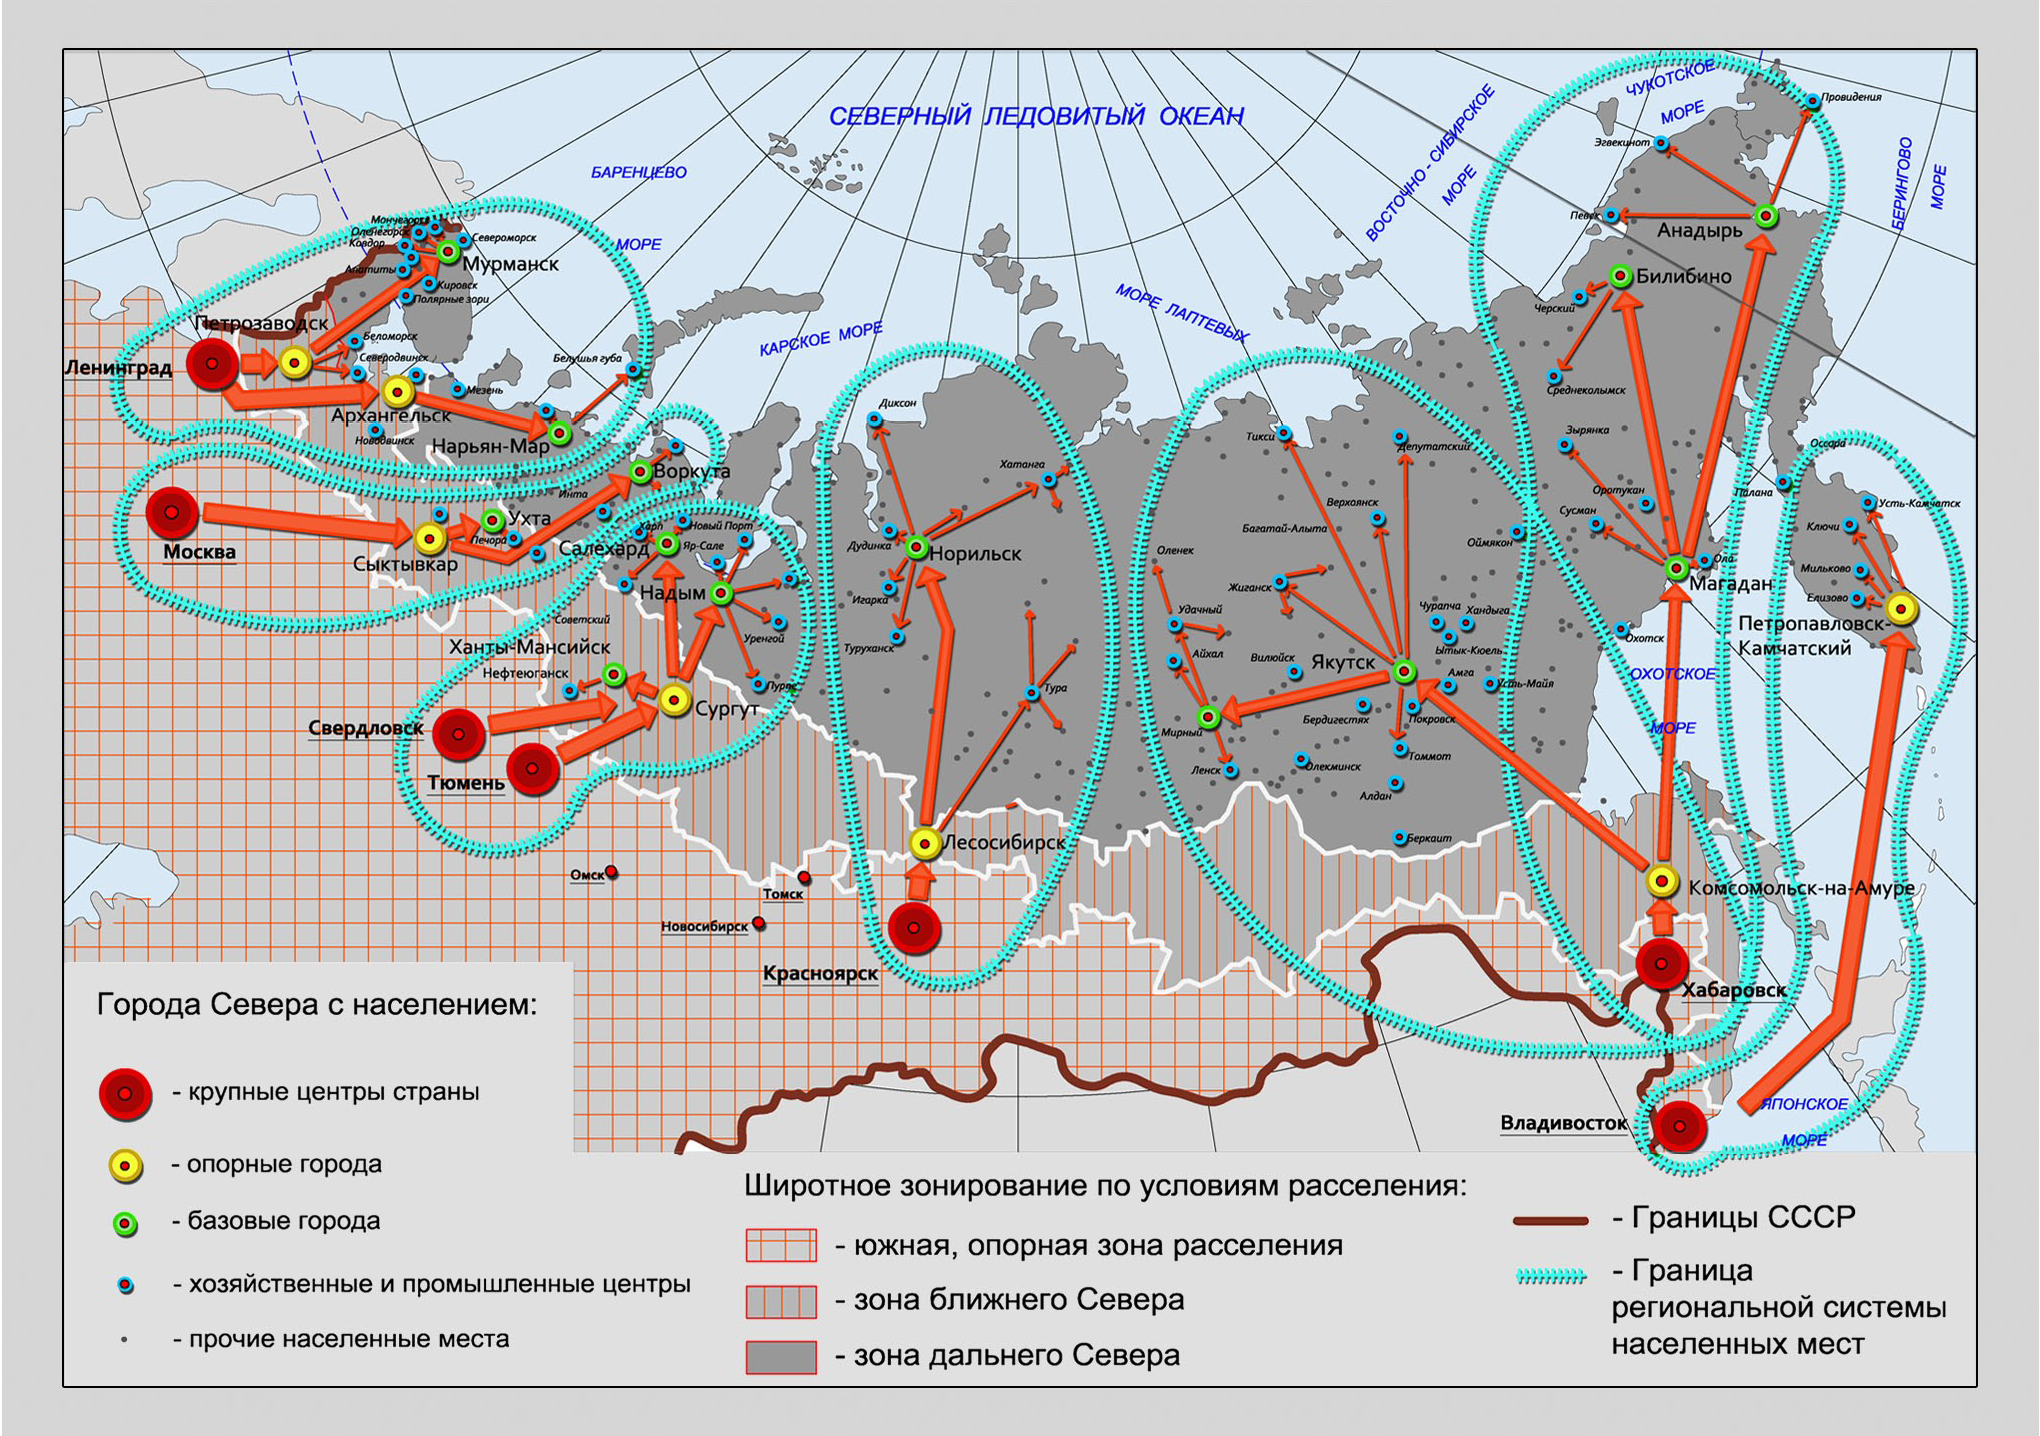 СЕВЕРНЫЙ ЛЕДОВИТЫЙ ОКЕАН
БАРЕНЦЕВО
МОРЕ
КАРСКОЕ МОРЕ
МОРЕ ЛАПТЕВЫХ
ВОСТОЧНО - СИБИРСКОЕ
МОРЕ
ЧУКОТСКОЕ
МОРЕ
БЕРИНГОВО
МОРЕ
ОХОТСКОЕ
МОРЕ
ЯПОНСКОЕ
МОРЕ
Мончегорск
Оленегорск
Ковдор
Североморск
Мурманск
Апатиты
Кировск
Полярные зори
Петрозаводск
Беломорск
Ленинград
Северодвинск
Мезень
Белушья губа
Архангельск
Новодвинск
Нарьян-Мар
Воркута
Инта
Москва
Ухта
Печора
Сыктывкар
Харп
Новый Порт
Салехард
Яр-Сале
Надым
Советский
Уренгой
Ханты-Мансийск
Нефтеюганск
Пурпе
Сургут
Свердловск
Тюмень
Омск
Томск
Новосибирск
Диксон
Хатанга
Дудинка
Норильск
Игарка
Туруханск
Тура
Лесосибирск
Красноярск
Тикси
Депутатский
Верхоянск
Багатай-Алыта
Оймякон
Оленек
Жиганск
Удачный
Чурапча
Хандыга
Ытык-Кюель
Айхал
Вилюйск
Якутск
Амга
Усть-Майя
Бердигестях
Покровск
Мирный
Томмот
Ленск
Олекминск
Алдан
Беркаит
Провидения
Эгвекинот
Певек
Анадырь
Билибино
Черский
Среднеколымск
Зырянка
Оротукан
Сусман
Ола
Магадан
Охотск
Оссора
Палана
Усть-Камчатск
Ключи
Мильково
Елизово
Петропавловск-
Камчатский
Комсомольск-на-Амуре
Хабаровск
Владивосток
Города Севера с населением:
- крупные центры страны
- опорные города
- базовые города
- хозяйственные и промышленные центры
- прочие населенные места
Широтное зонирование по условиям расселения:
- южная, опорная зона расселения
- зона ближнего Севера
- зона дальнего Севера
- Границы СССР
- Граница
региональной системы
населенных мест